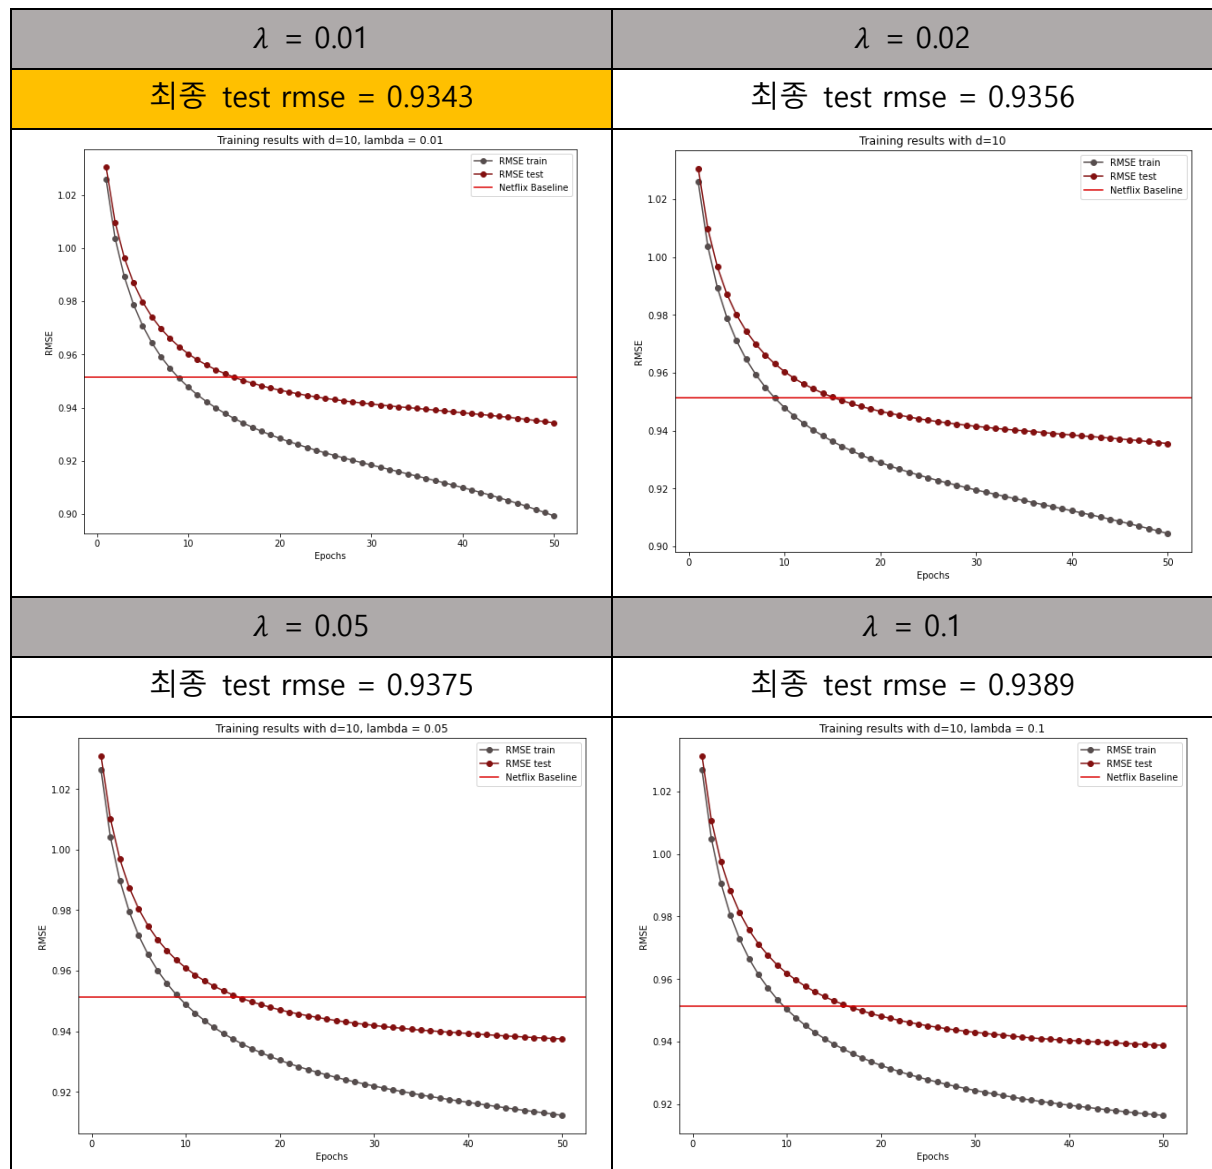 λ = 0.01
λ = 0.02
최종 test rmse = 0.9343
최종 test rmse = 0.9356
Training results with d=10, lambda = 0.01
RMSE train
RMSE test
Netflix Baseline
1.02
1.00
0.98
0.96
0.94
0.92
0.90
RMSE
0
10
20
30
40
50
Epochs
Training results with d=10
RMSE train
RMSE test
Netflix Baseline
1.02
1.00
0.98
0.96
0.94
0.92
0.90
RMSE
0
10
20
30
40
50
Epochs
λ = 0.05
λ = 0.1
최종 test rmse = 0.9375
최종 test rmse = 0.9389
Training results with d=10, lambda = 0.05
RMSE train
RMSE test
Netflix Baseline
1.02
1.00
0.98
0.96
0.94
0.92
RMSE
0
10
20
30
40
50
Epochs
Training results with d=10, lambda = 0.1
RMSE train
RMSE test
Netflix Baseline
1.02
1.00
0.98
0.96
0.94
0.92
RMSE
0
10
20
30
40
50
Epochs